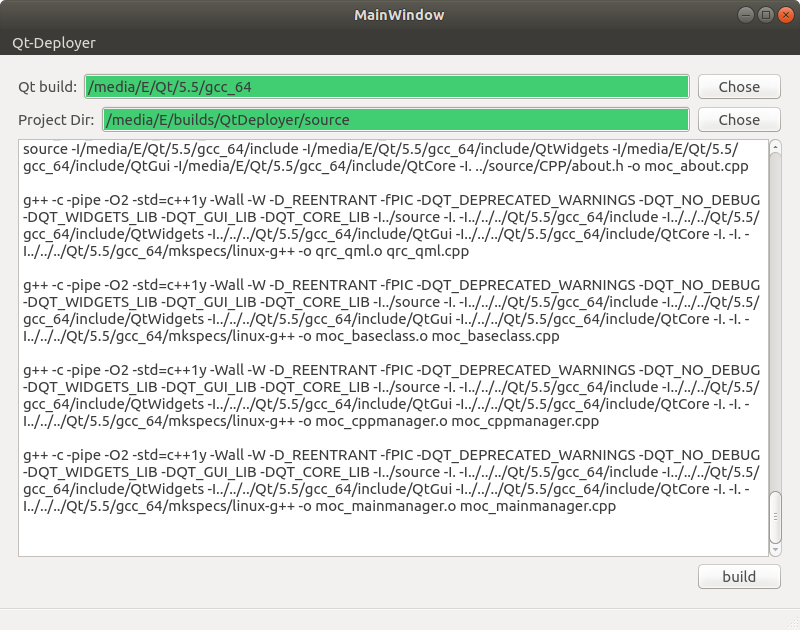 MainWindow
Qt-Deployer
Qt build: /media/E/Qt/5.5/gcc_64 Chose
Project Dir: /media/E/builds/QtDeployer/source Chose
source -I/media/E/Qt/5.5/gcc_64/include -I/media/E/Qt/5.5/gcc_64/include/QtWidgets -I/media/E/Qt/5.5/
gcc_64/include/QtGui -I/media/E/Qt/5.5/gcc_64/include/QtCore -I. ../source/CPP/about.h -o moc_about.cpp
g++ -c -pipe -O2 -std=c++1y -Wall -W -D_REENTRANT -fPIC -DQT_DEPRECATED_WARNINGS -DQT_NO_DEBUG
-DQT_WIDGETS_LIB -DQT_GUI_LIB -DQT_CORE_LIB -I../source -I. -I../../../Qt/5.5/gcc_64/include -I../../../Qt/5.5/
gcc_64/include/QtWidgets -I../../../Qt/5.5/gcc_64/include/QtGui -I../../../Qt/5.5/gcc_64/include/QtCore -I. -I. -
I../../../Qt/5.5/gcc_64/mkspecs/linux-g++ -o qrc_qml.o qrc_qml.cpp
g++ -c -pipe -O2 -std=c++1y -Wall -W -D_REENTRANT -fPIC -DQT_DEPRECATED_WARNINGS -DQT_NO_DEBUG
-DQT_WIDGETS_LIB -DQT_GUI_LIB -DQT_CORE_LIB -I../source -I. -I../../../Qt/5.5/gcc_64/include -I../../../Qt/5.5/
gcc_64/include/QtWidgets -I../../../Qt/5.5/gcc_64/include/QtGui -I../../../Qt/5.5/gcc_64/include/QtCore -I. -I. -
I../../../Qt/5.5/gcc_64/mkspecs/linux-g++ -o moc_baseclass.o moc_baseclass.cpp
g++ -c -pipe -O2 -std=c++1y -Wall -W -D_REENTRANT -fPIC -DQT_DEPRECATED_WARNINGS -DQT_NO_DEBUG
-DQT_WIDGETS_LIB -DQT_GUI_LIB -DQT_CORE_LIB -I../source -I. -I../../../Qt/5.5/gcc_64/include -I../../../Qt/5.5/
gcc_64/include/QtWidgets -I../../../Qt/5.5/gcc_64/include/QtGui -I../../../Qt/5.5/gcc_64/include/QtCore -I. -I. -
I../../../Qt/5.5/gcc_64/mkspecs/linux-g++ -o moc_cppmanager.o moc_cppmanager.cpp
g++ -c -pipe -O2 -std=c++1y -Wall -W -D_REENTRANT -fPIC -DQT_DEPRECATED_WARNINGS -DQT_NO_DEBUG
-DQT_WIDGETS_LIB -DQT_GUI_LIB -DQT_CORE_LIB -I../source -I. -I../../../Qt/5.5/gcc_64/include -I../../../Qt/5.5/
gcc_64/include/QtWidgets -I../../../Qt/5.5/gcc_64/include/QtGui -I../../../Qt/5.5/gcc_64/include/QtCore -I. -I. -
I../../../Qt/5.5/gcc_64/mkspecs/linux-g++ -o moc_mainmanager.o moc_mainmanager.cpp
build